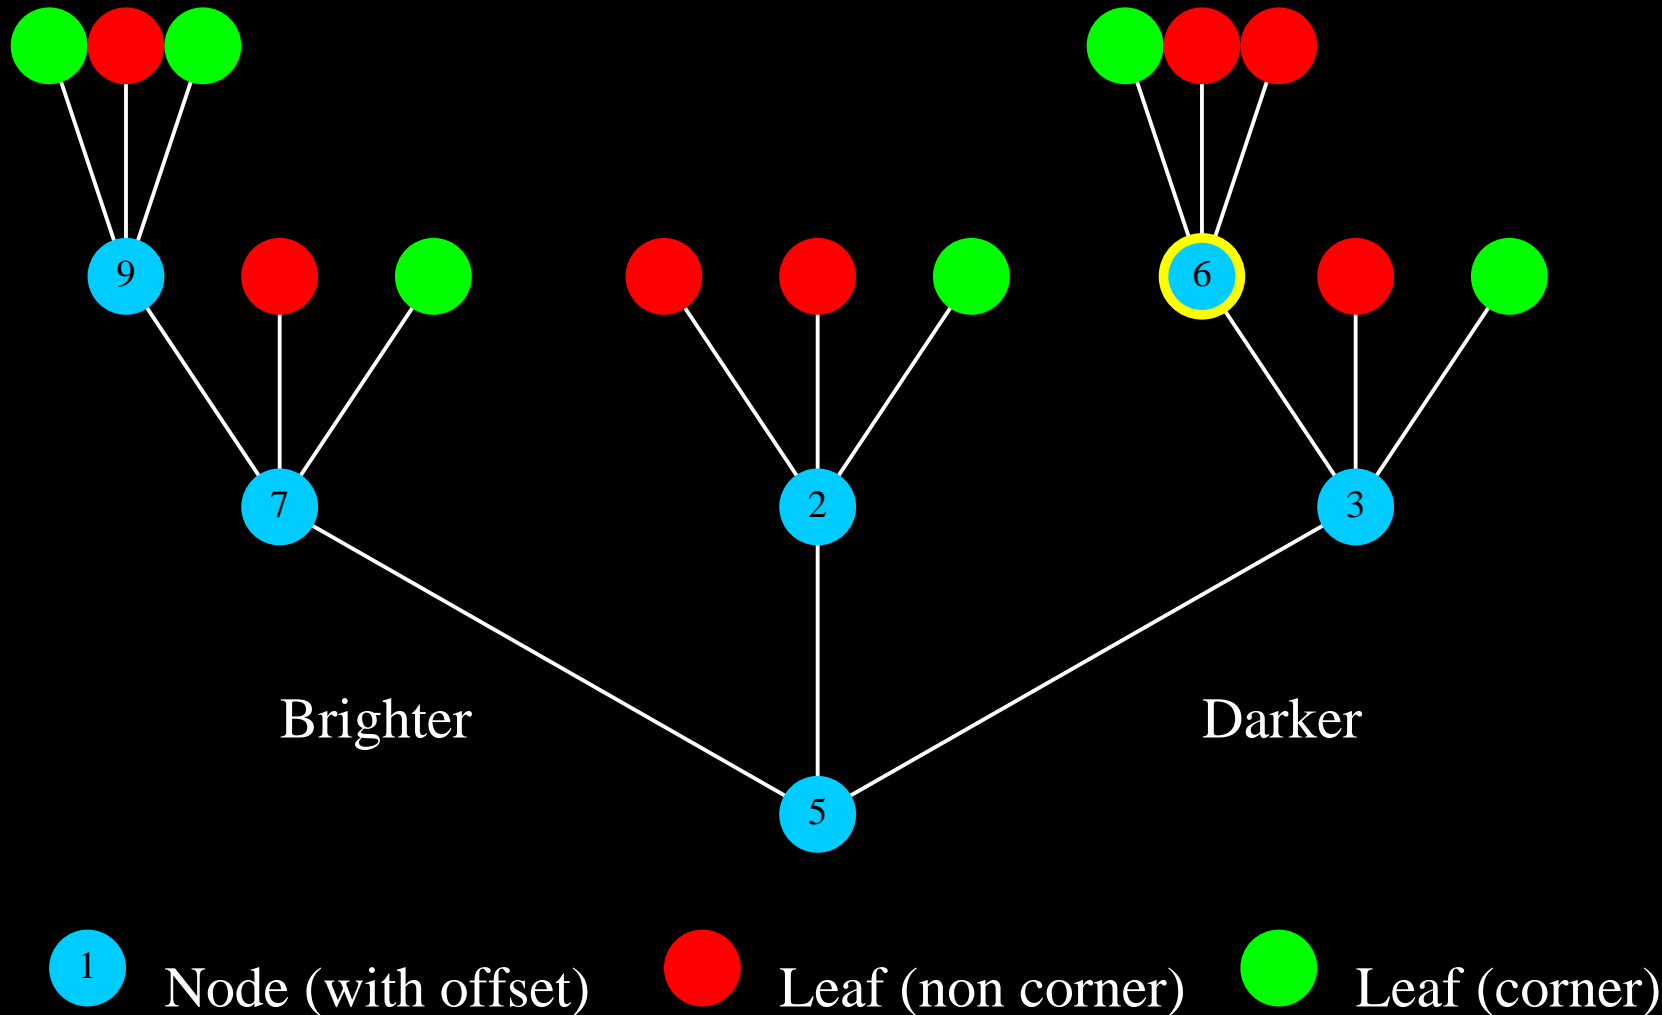 9
6
7
2
3
Brighter
Darker
5
1 Node (with offset)
Leaf (non corner)
Leaf (corner)